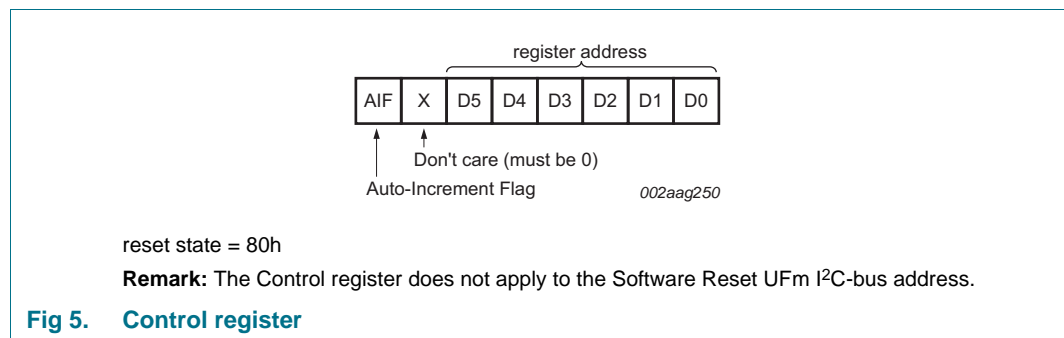 register address
AIF X D5 D4 D3 D2 D1 D0
Don't care (must be 0)
Auto-Increment Flag
002aag250
reset state = 80h
Remark: The Control register does not apply to the Software Reset UFm I²C-bus address.
Fig 5. Control register